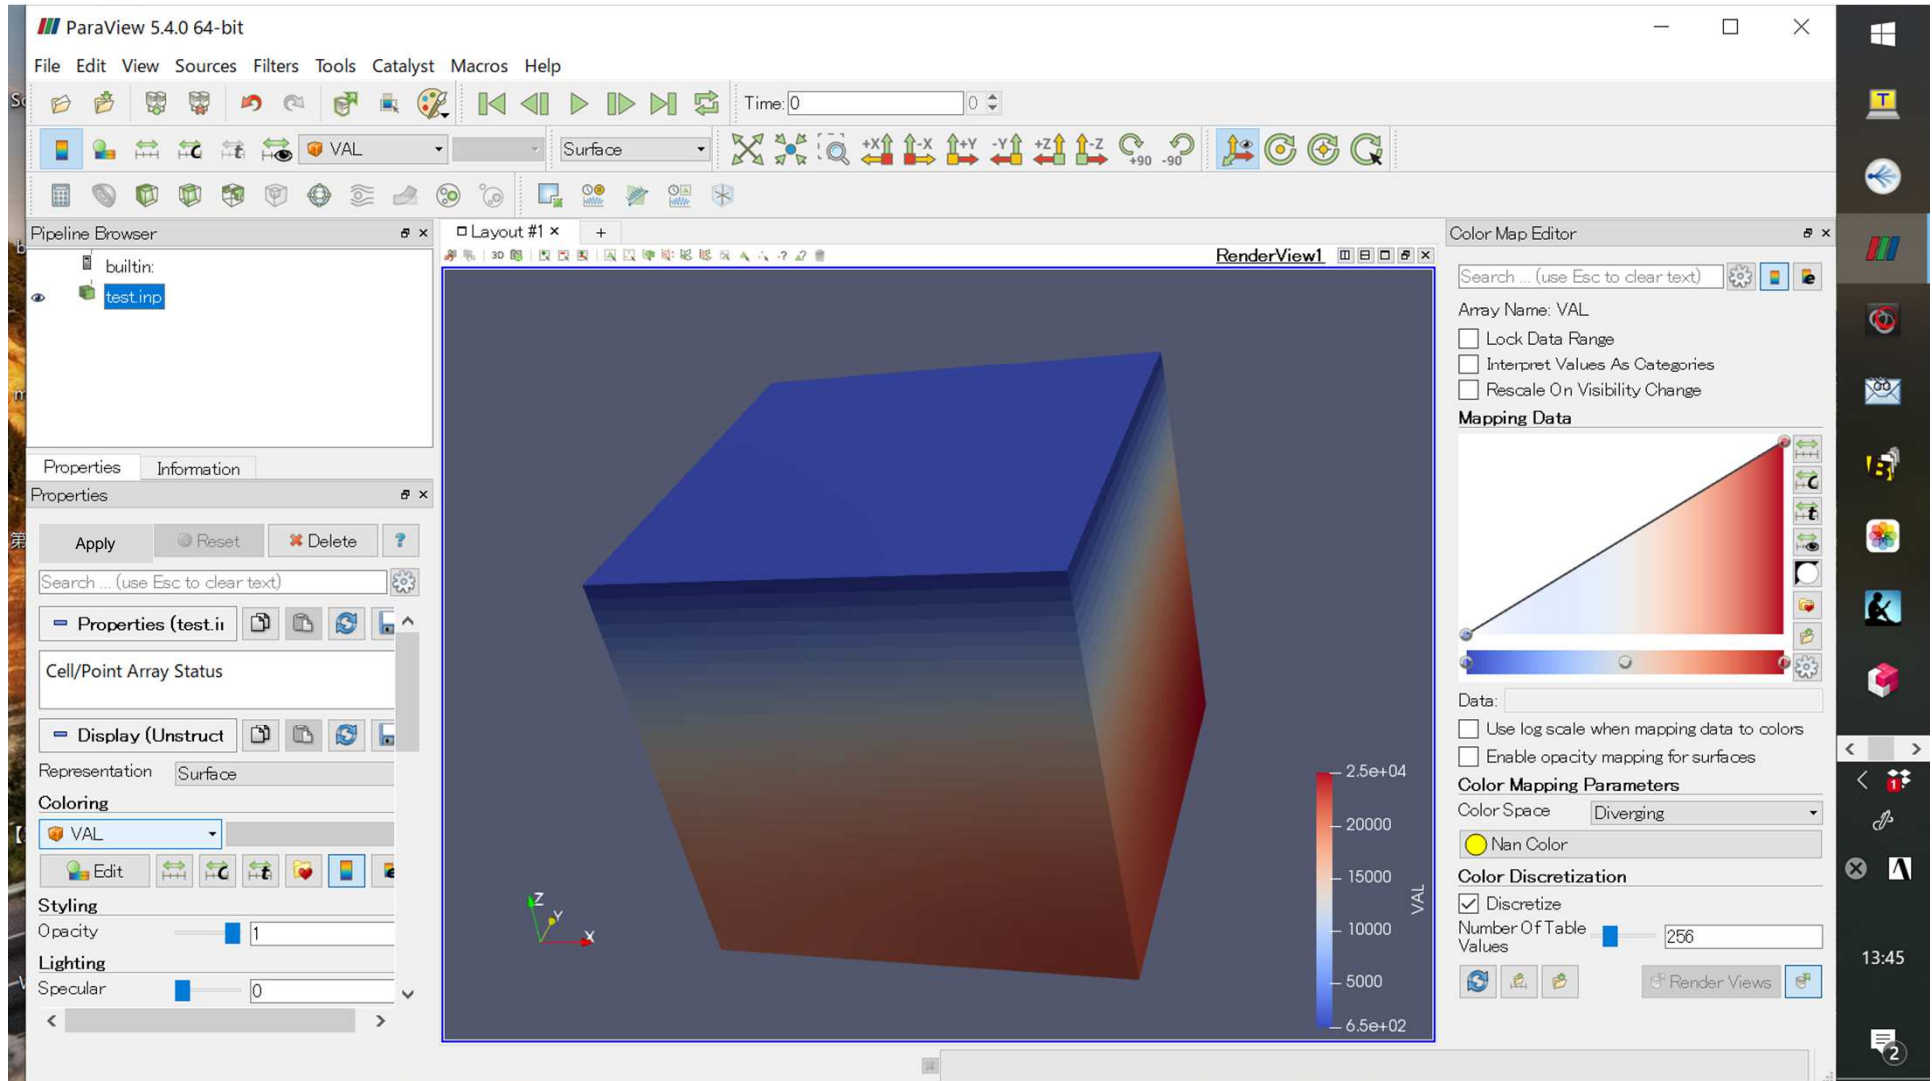 ParaView 5.4.0 64-bit
File Edit View Sources Filters Tools Catalyst Macros Help
Time: 0 0
VAL Surface +X -X +Y -Y +Z -Z +90 -90
Pipeline Browser
builtin:
test.inp
Properties Information
Properties
Apply Reset Delete ?
Search ... (use Esc to clear text)
Properties (test.i
Cell/Point Array Status
Display (Unstruct
Representation Surface
Coloring
VAL
Edit
Styling
Opacity 1
Lighting
Specular 0
Layout #1 × +
3D RenderView1
Z
Y
X
2.5e+04
20000
15000
10000
5000
6.5e+02
VAL
Color Map Editor
Search ... (use Esc to clear text)
Array Name: VAL
Lock Data Range
Interpret Values As Categories
Rescale On Visibility Change
Mapping Data
Data:
Use log scale when mapping data to colors
Enable opacity mapping for surfaces
Color Mapping Parameters
Color Space Diverging
Nan Color
Color Discretization
Discretize
Number Of Table
Values 256
Render Views
T
1
13:45
2